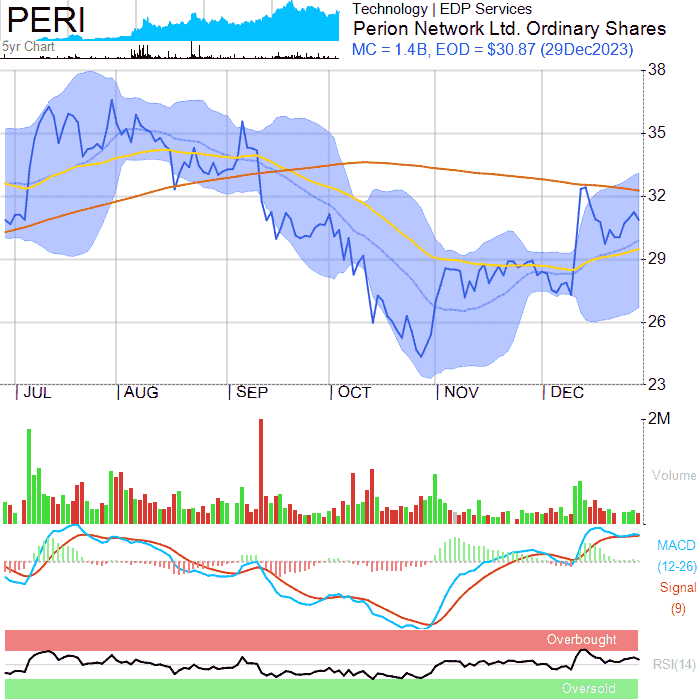 PERI
5yr Chart
Technology | EDP Services
Perion Network Ltd. Ordinary Shares
MC = 1.4B, EOD = $30.87 (29Dec2023)
38
35
32
29
26
23
JUL AUG SEP OCT NOV DEC
2M
Volume
MACD
(12-26)
Signal
(9)
Overbought
RSI(14)
Oversold